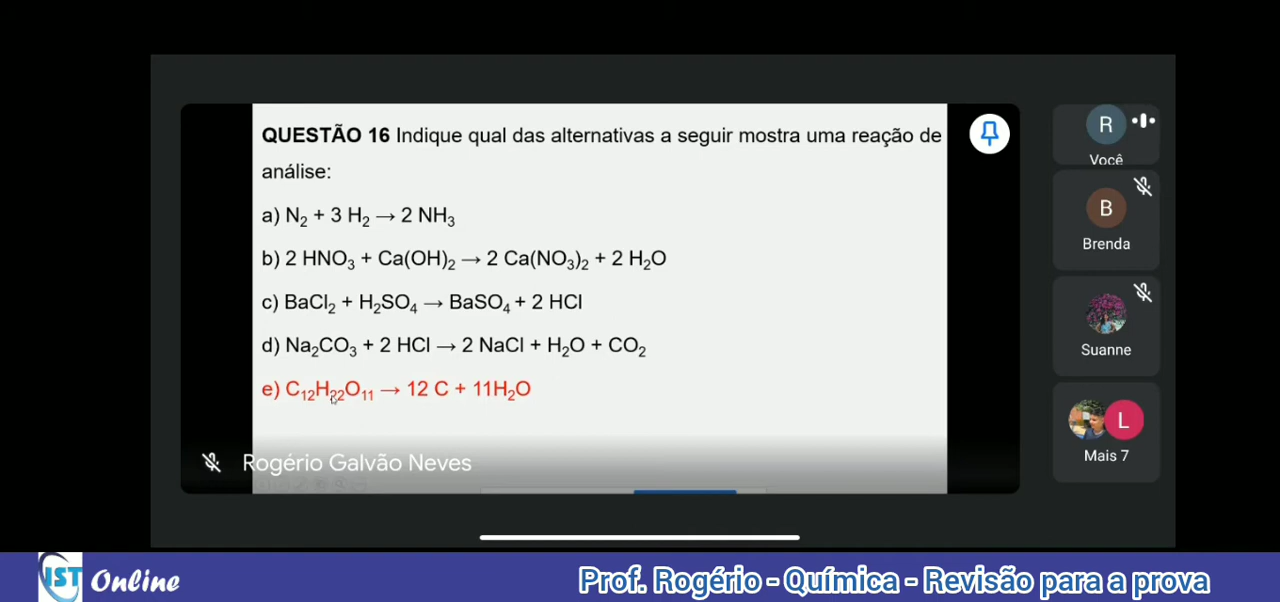 QUESTÃO 16 Indique qual das alternativas a seguir mostra uma reação de
análise:
a) N₂ + 3 H₂ → 2 NH₃
b) 2 HNO₃ + Ca(OH)₂ → 2 Ca(NO₃)₂ + 2 H₂O
c) BaCl₂ + H₂SO₄ → BaSO₄ + 2 HCl
d) Na₂CO₃ + 2 HCl → 2 NaCl + H₂O + CO₂
e) C₁₂H₂₂O₁₁ → 12 C + 11H₂O
Rogério Galvão Neves
R
Você
B
Brenda
Suanne
L
Mais 7
IST Online
Prof. Rogério - Química - Revisão para a prova